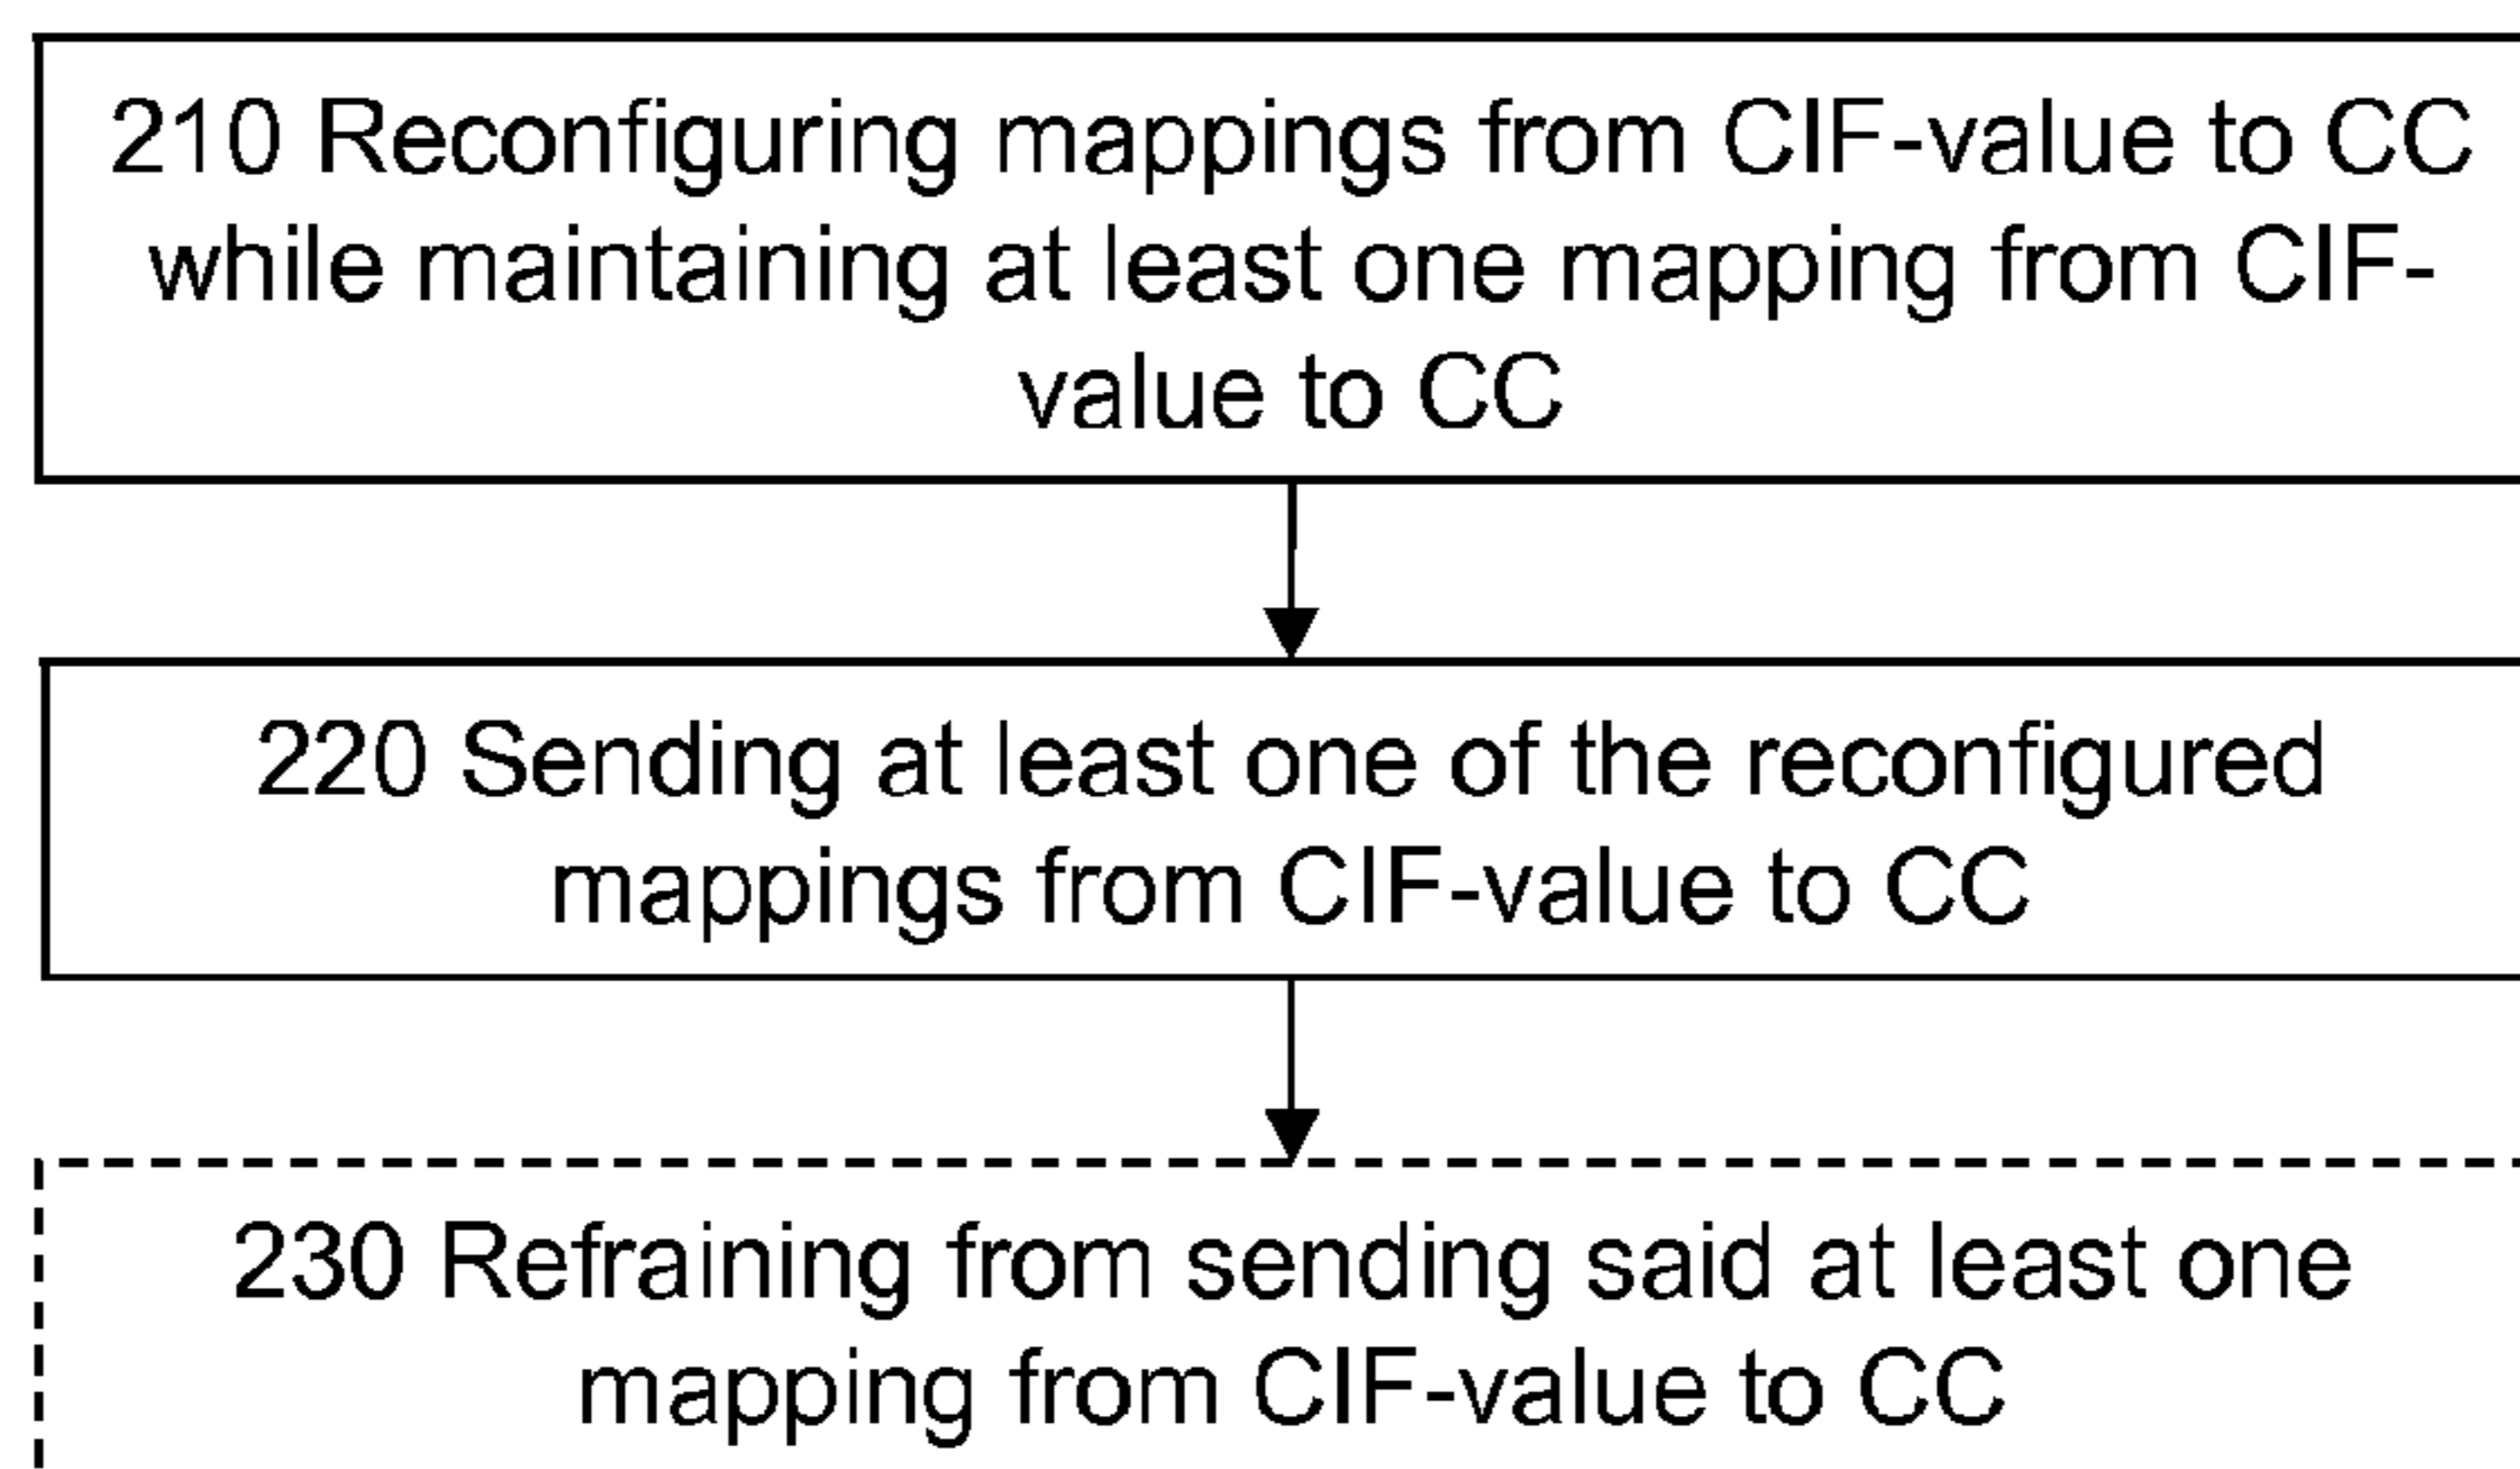 210 Reconfiguring mappings from CIF-value to CC
while maintaining at least one mapping from CIF-
value to CC
220 Sending at least one of the reconfigured
mappings from CIF-value to CC
230 Refraining from sending said at least one
mapping from CIF-value to CC